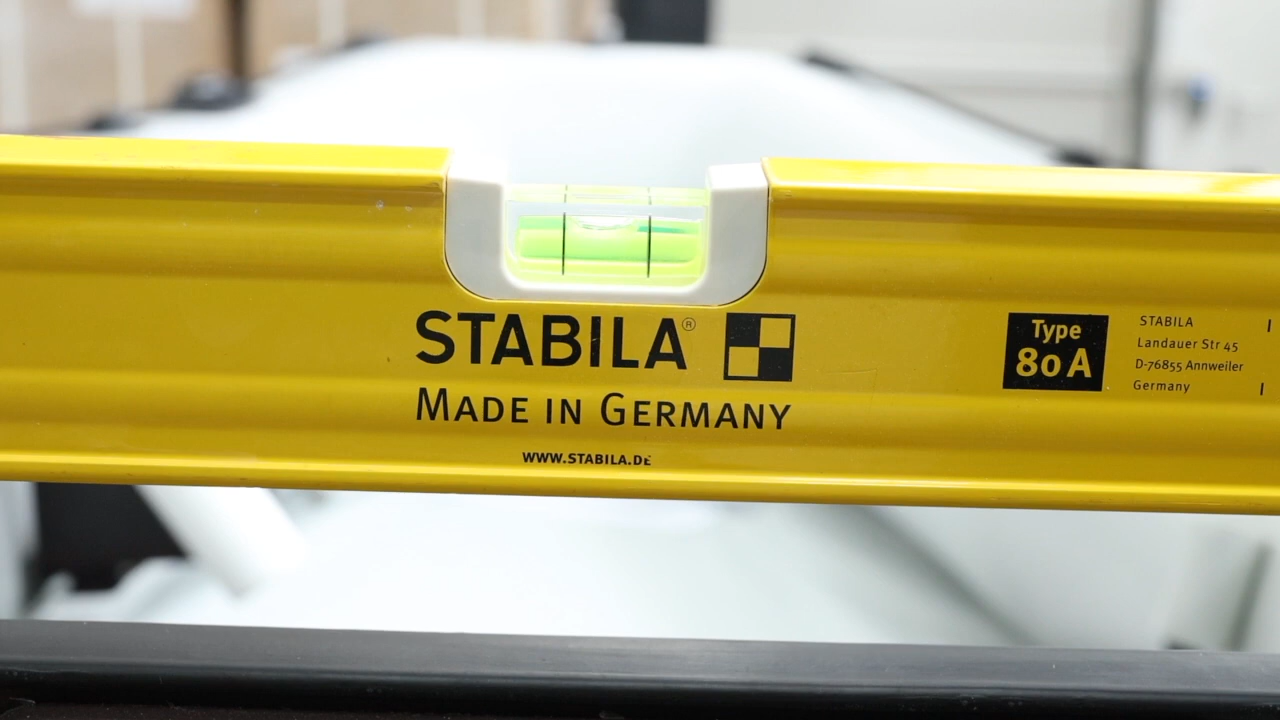 STABILA®
MADE IN GERMANY
WWW.STABILA.DE
Type
80 A
STABILA
Landauer Str 45
D-76855 Annweiler
Germany